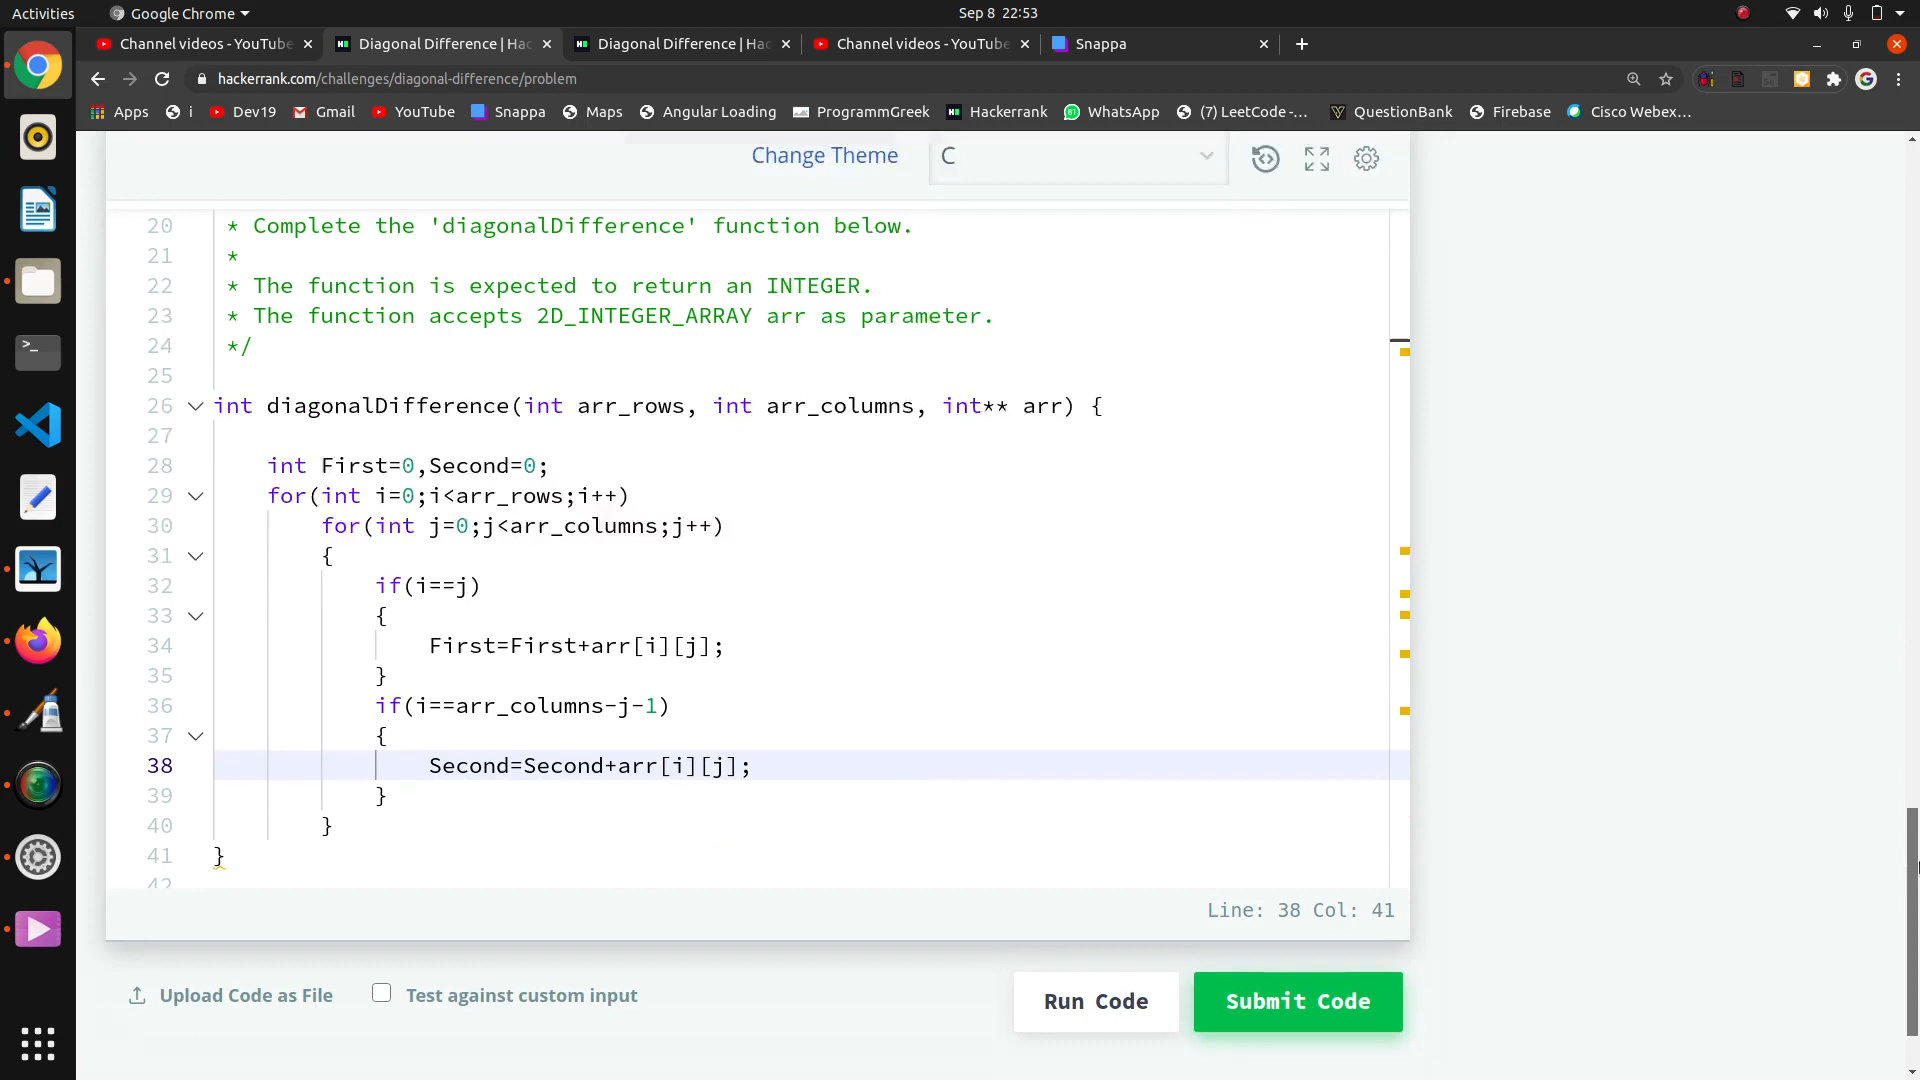 Activities
Google Chrome
Sep 8 22:53
Channel videos - YouTube
Diagonal Difference | Hac
Diagonal Difference | Hac
Channel videos - YouTube
Snappa
hackerrank.com/challenges/diagonal-difference/problem
Apps
i
Dev19
Gmail
YouTube
Snappa
Maps
Angular Loading
ProgrammGreek
Hackerrank
WhatsApp
(7) LeetCode -...
QuestionBank
Firebase
Cisco Webex...
Change Theme
C
20 * Complete the 'diagonalDifference' function below.
21 *
22 * The function is expected to return an INTEGER.
23 * The function accepts 2D_INTEGER_ARRAY arr as parameter.
24 */
25
26 int diagonalDifference(int arr_rows, int arr_columns, int** arr) {
27
28 int First=0,Second=0;
29 for(int i=0;i<arr_rows;i++)
30 for(int j=0;j<arr_columns;j++)
31 {
32 if(i==j)
33 {
34 First=First+arr[i][j];
35 }
36 if(i==arr_columns-j-1)
37 {
38 Second=Second+arr[i][j];
39 }
40 }
41 }
42
Line: 38 Col: 41
Upload Code as File
Test against custom input
Run Code
Submit Code